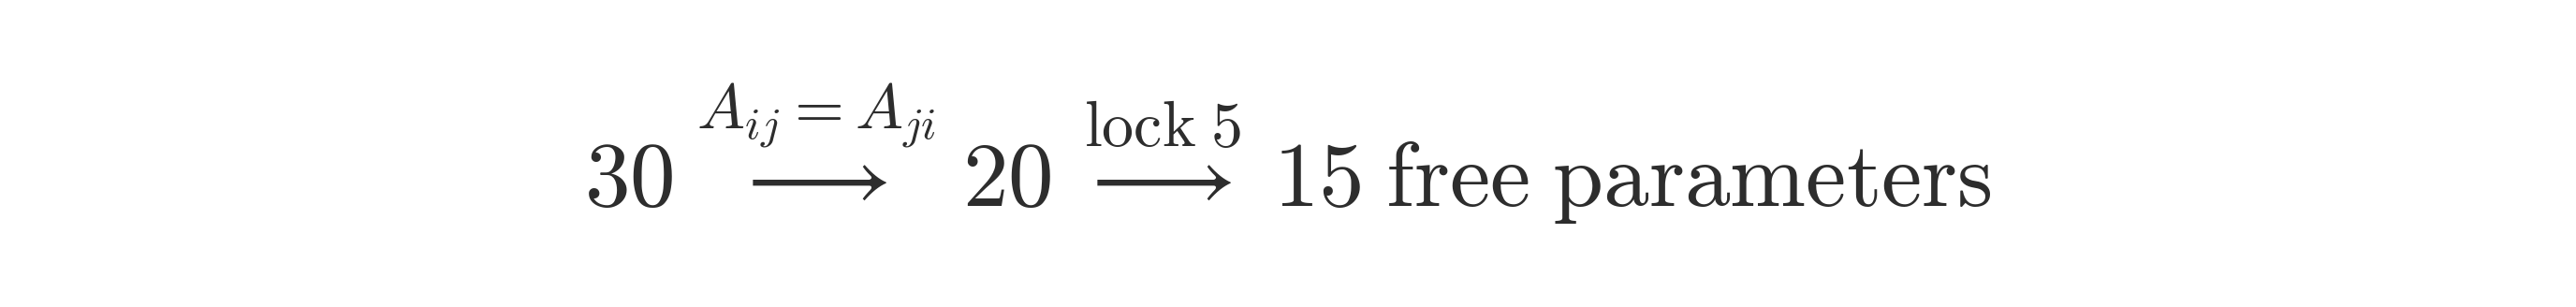 30 \xrightarrow{A_{ij} = A_{ji}} 20 \xrightarrow{\text{lock 5}} 15 free parameters